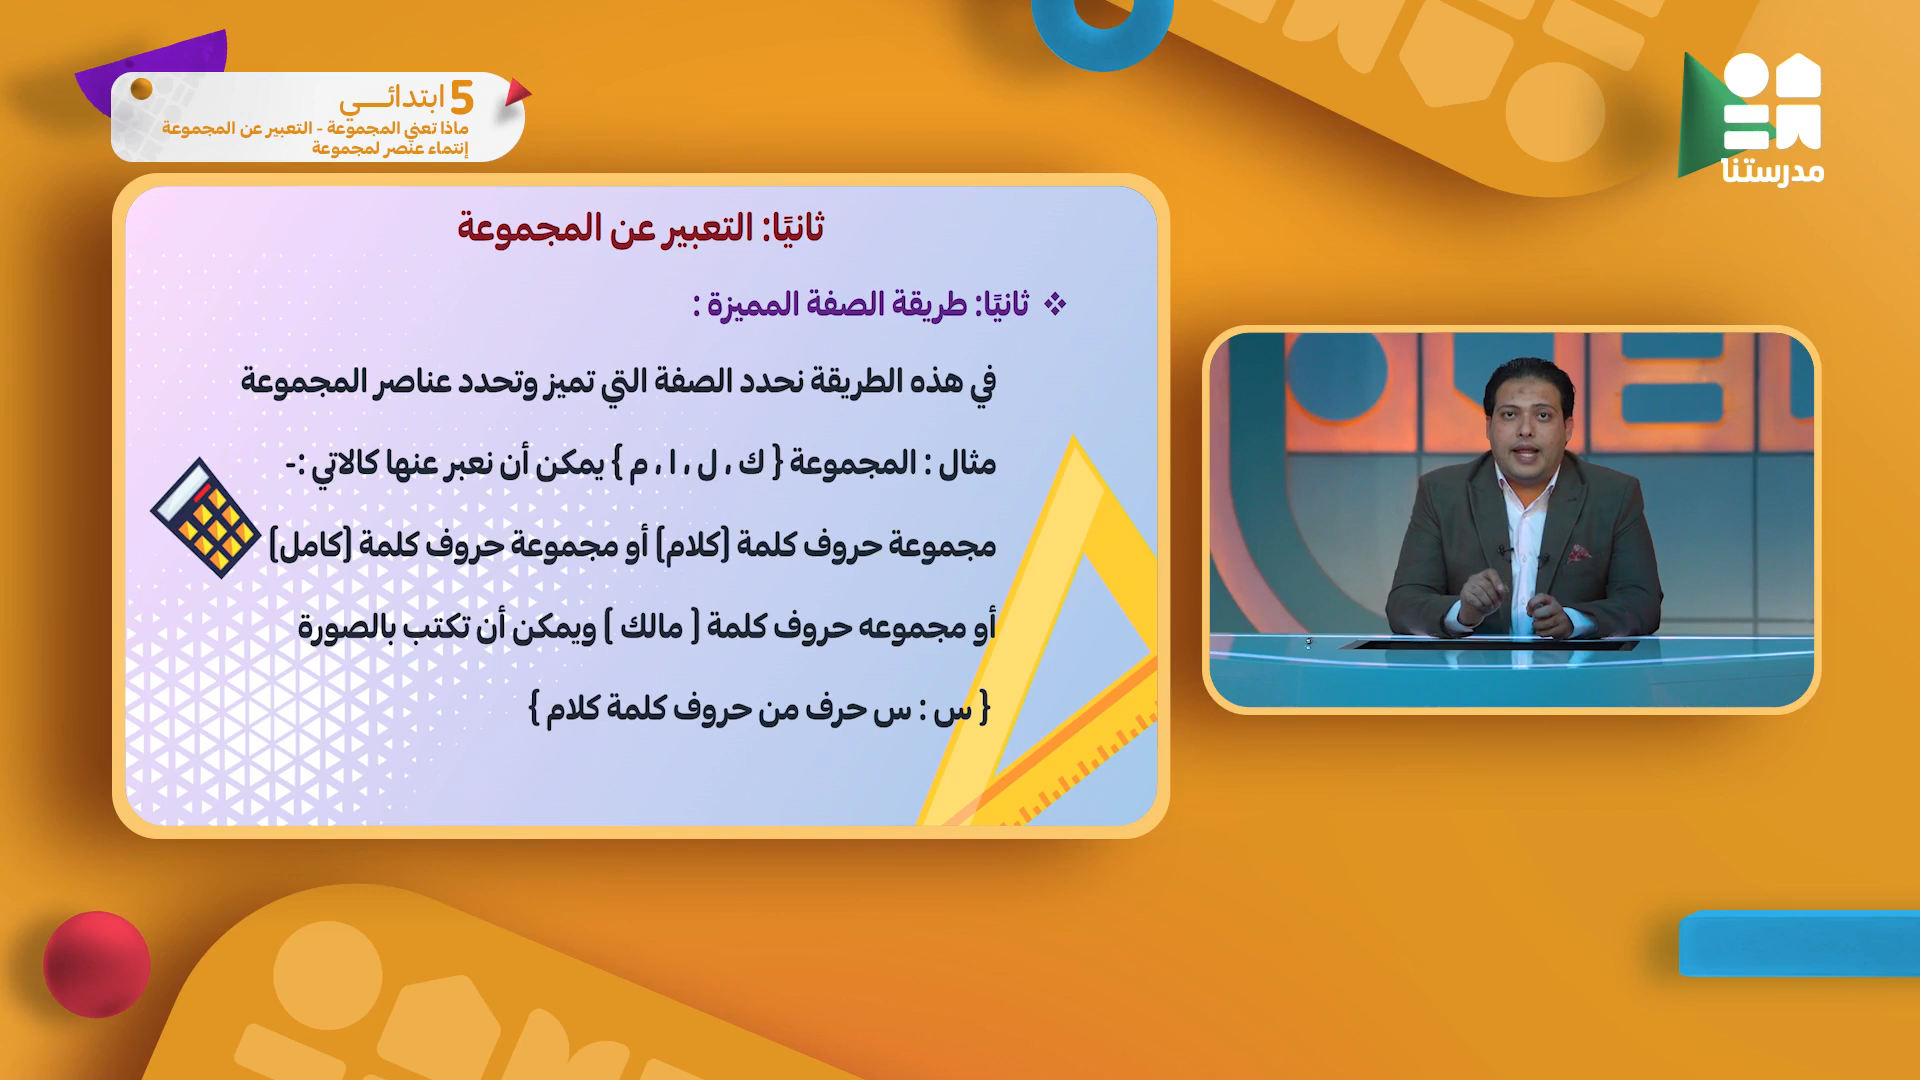 5 ابتدائـــي
ماذا تعني المجموعة - التعبير عن المجموعة
إنتماء عنصر لمجموعة
مدرستنا
ثانيًا: التعبير عن المجموعة
❖ ثانيًا: طريقة الصفة المميزة :
في هذه الطريقة نحدد الصفة التي تميز وتحدد عناصر المجموعة
مثال : المجموعة { ك ، ل ، ا ، م } يمكن أن نعبر عنها كالاتي :-
مجموعة حروف كلمة (كلام) أو مجموعة حروف كلمة (كامل)
أو مجموعه حروف كلمة ( مالك ) ويمكن أن تكتب بالصورة
{ س : س حرف من حروف كلمة كلام }